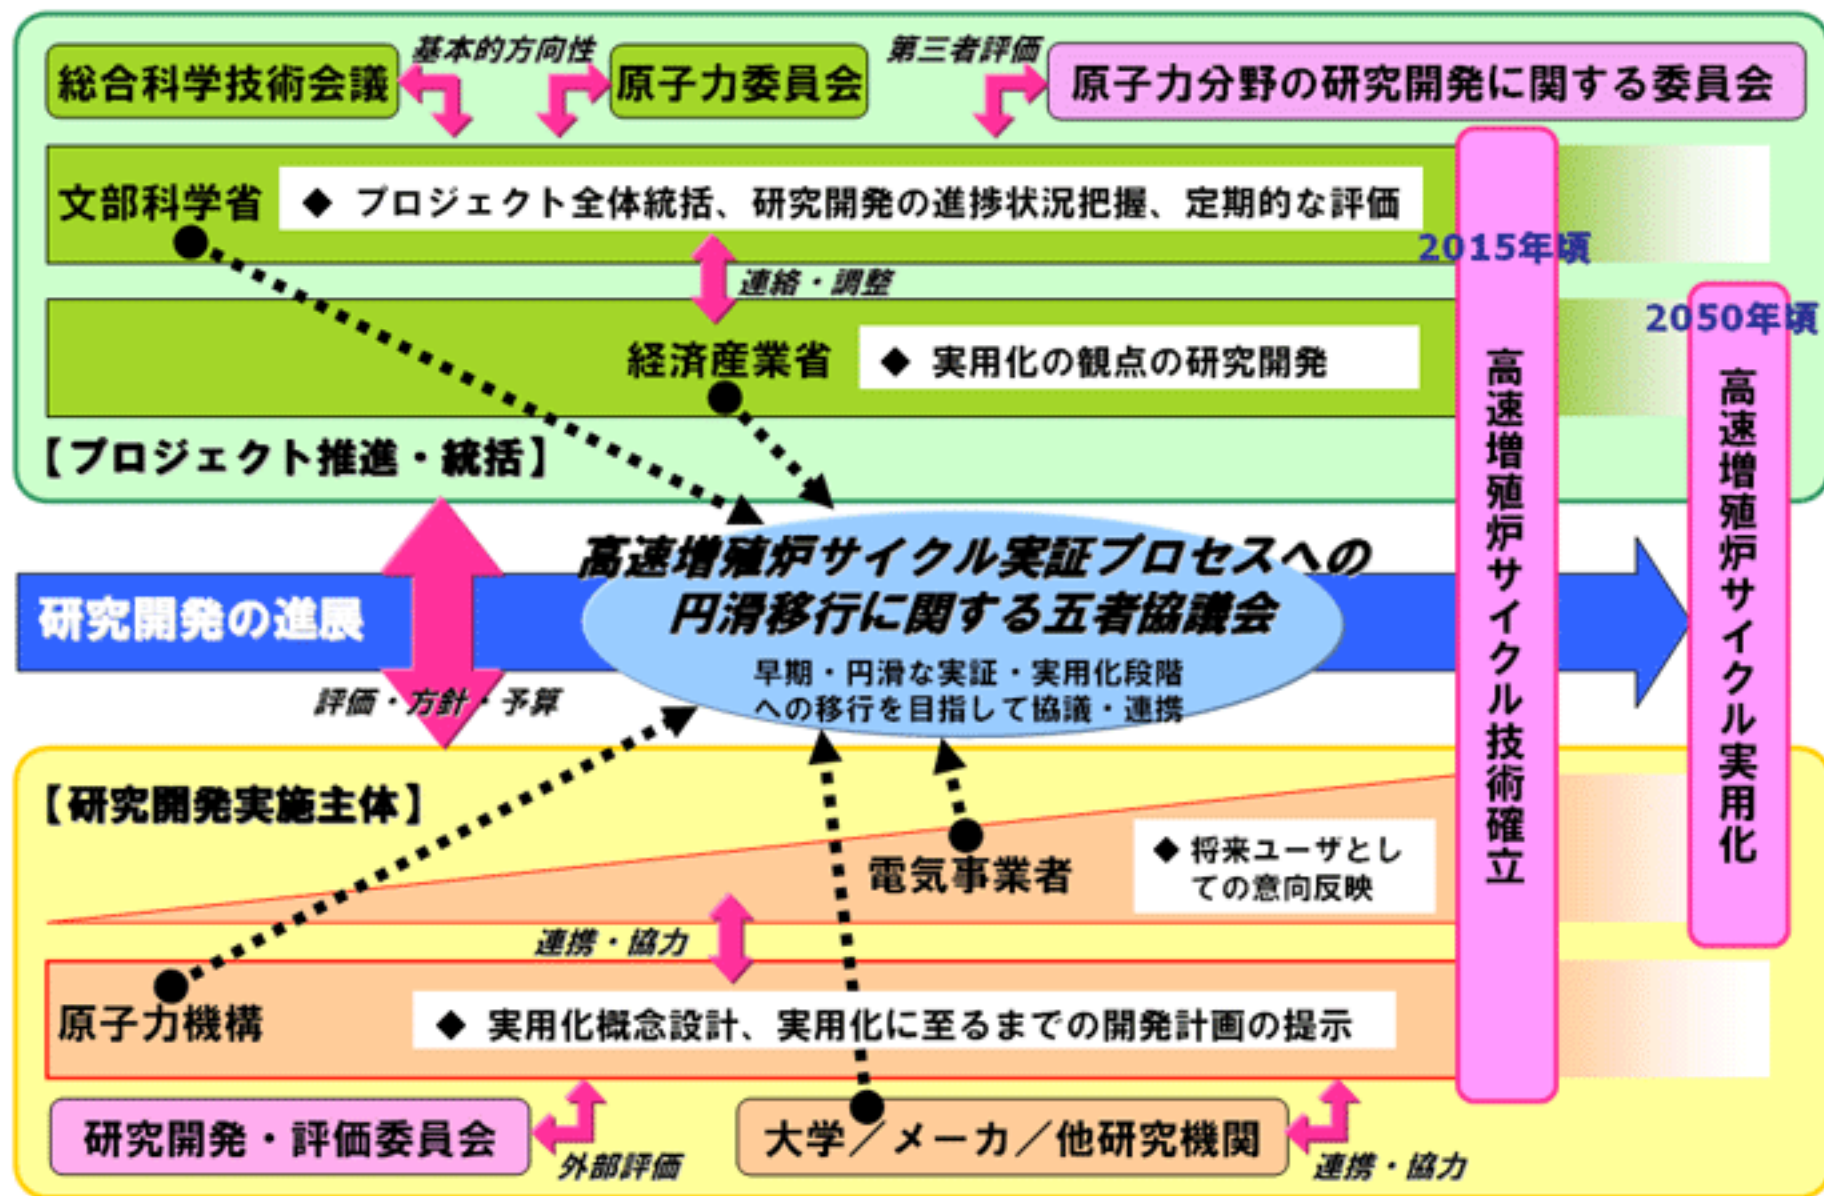 基本的方向性
第三者評価
総合科学技術会議
原子力委員会
原子力分野の研究開発に関する委員会
文部科学省
◆ プロジェクト全体統括、研究開発の進捗状況把握、定期的な評価
2015年頃
連絡・調整
2050年頃
経済産業省
◆ 実用化の観点の研究開発
【プロジェクト推進・統括】
高速増殖炉サイクル技術確立
高速増殖炉サイクル実用化
高速増殖炉サイクル実証プロセスへの
円滑移行に関する五者協議会
早期・円滑な実証・実用化段階
への移行を目指して協議・連携
研究開発の進展
評価・方針・予算
【研究開発実施主体】
電気事業者
◆ 将来ユーザとし
ての意向反映
連携・協力
原子力機構
◆ 実用化概念設計、実用化に至るまでの開発計画の提示
研究開発・評価委員会
外部評価
大学／メーカ／他研究機関
連携・協力